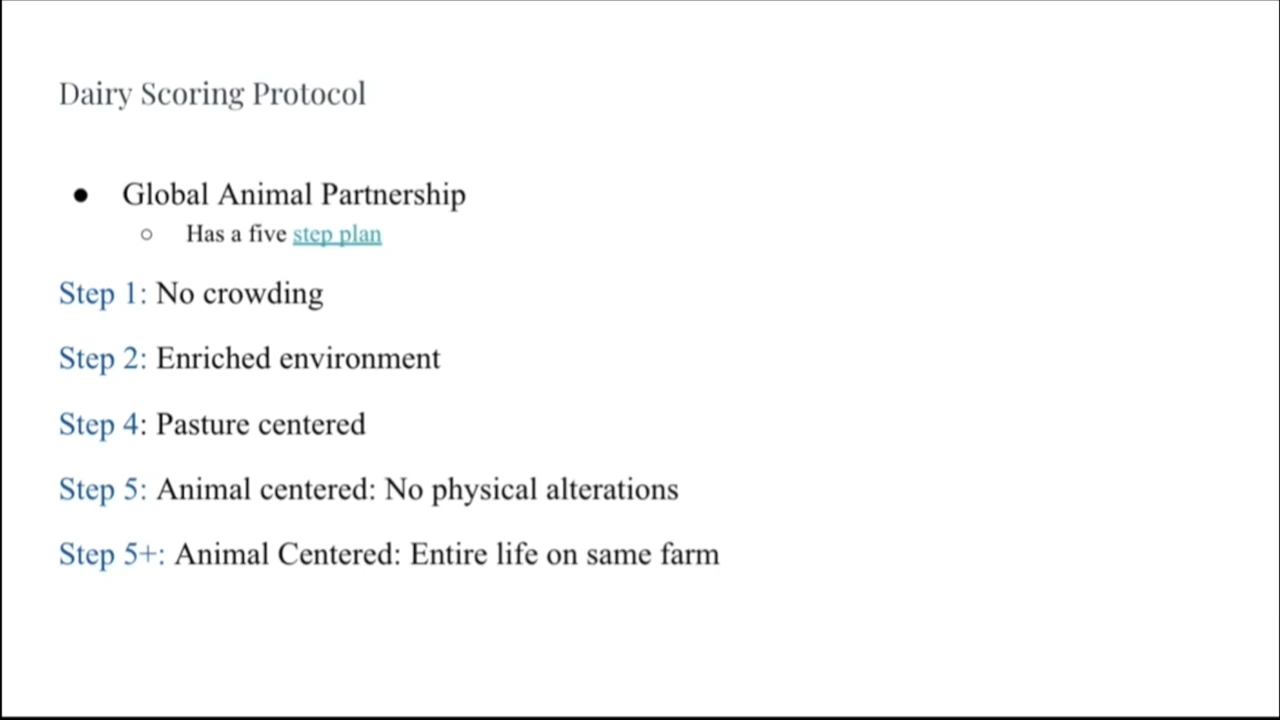 Dairy Scoring Protocol
● Global Animal Partnership
○ Has a five step plan
Step 1: No crowding
Step 2: Enriched environment
Step 4: Pasture centered
Step 5: Animal centered: No physical alterations
Step 5+: Animal Centered: Entire life on same farm